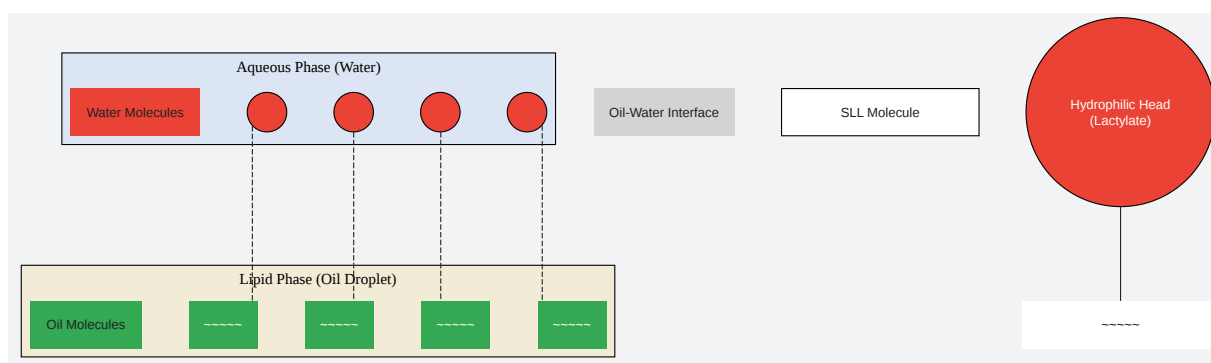 Aqueous Phase (Water)
Water Molecules
Oil-Water Interface
SLL Molecule
Hydrophilic Head
(Lactylate)
Lipid Phase (Oil Droplet)
Oil Molecules
~~~~~
~~~~~
~~~~~
~~~~~
~~~~~